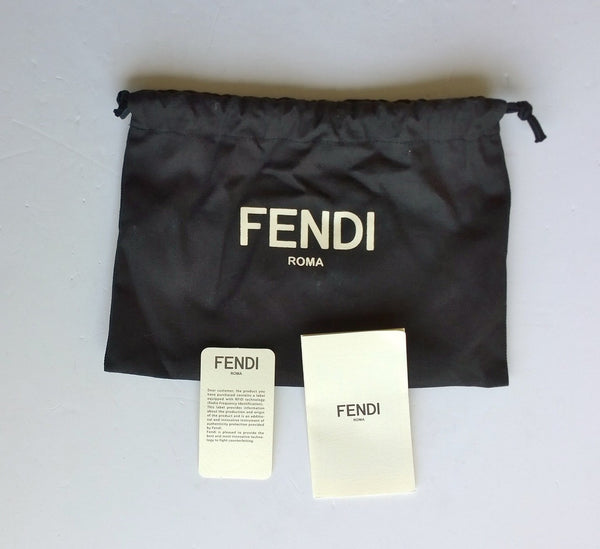 FENDI
ROMA
FENDI
ROMA
Dear customer, the product you
have purchased contains a label
equipped with RFID technology
(Radio Frequency Identification).
This label provides information
about the production and origin
of the product and is an additio-
nal and innovative instrument of
authenticity protection provided
by Fendi.
Fendi is pleased to provide the
best and most innovative techno-
logy to fight counterfeiting.
FENDI
ROMA